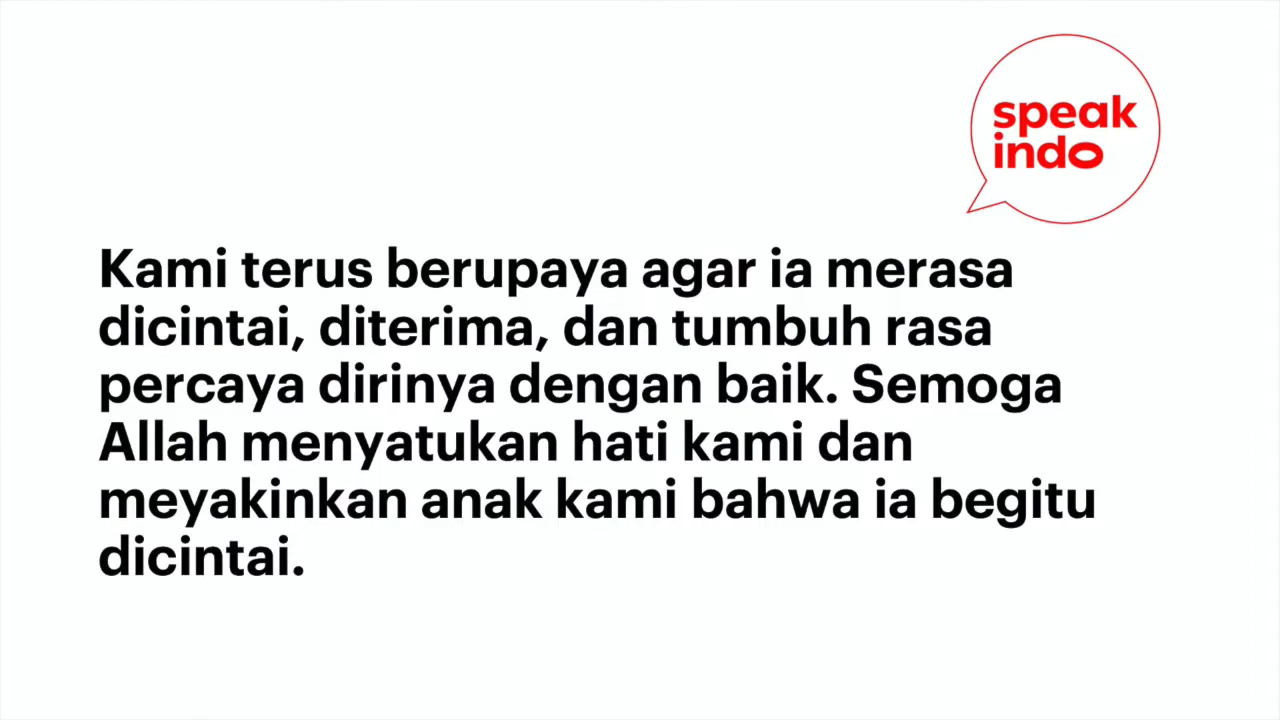 speak
indo
Kami terus berupaya agar ia merasa
dicintai, diterima, dan tumbuh rasa
percaya dirinya dengan baik. Semoga
Allah menyatukan hati kami dan
meyakinkan anak kami bahwa ia begitu
dicintai.